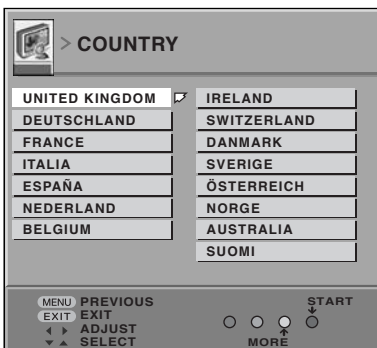 > COUNTRY
UNITED KINGDOM
DEUTSCHLAND
FRANCE
ITALIA
ESPAÑA
NEDERLAND
BELGIUM
IRELAND
SWITZERLAND
DANMARK
SVERIGE
ÖSTERREICH
NORGE
AUSTRALIA
SUOMI
MENU PREVIOUS
EXIT EXIT
ADJUST
SELECT
START
MORE